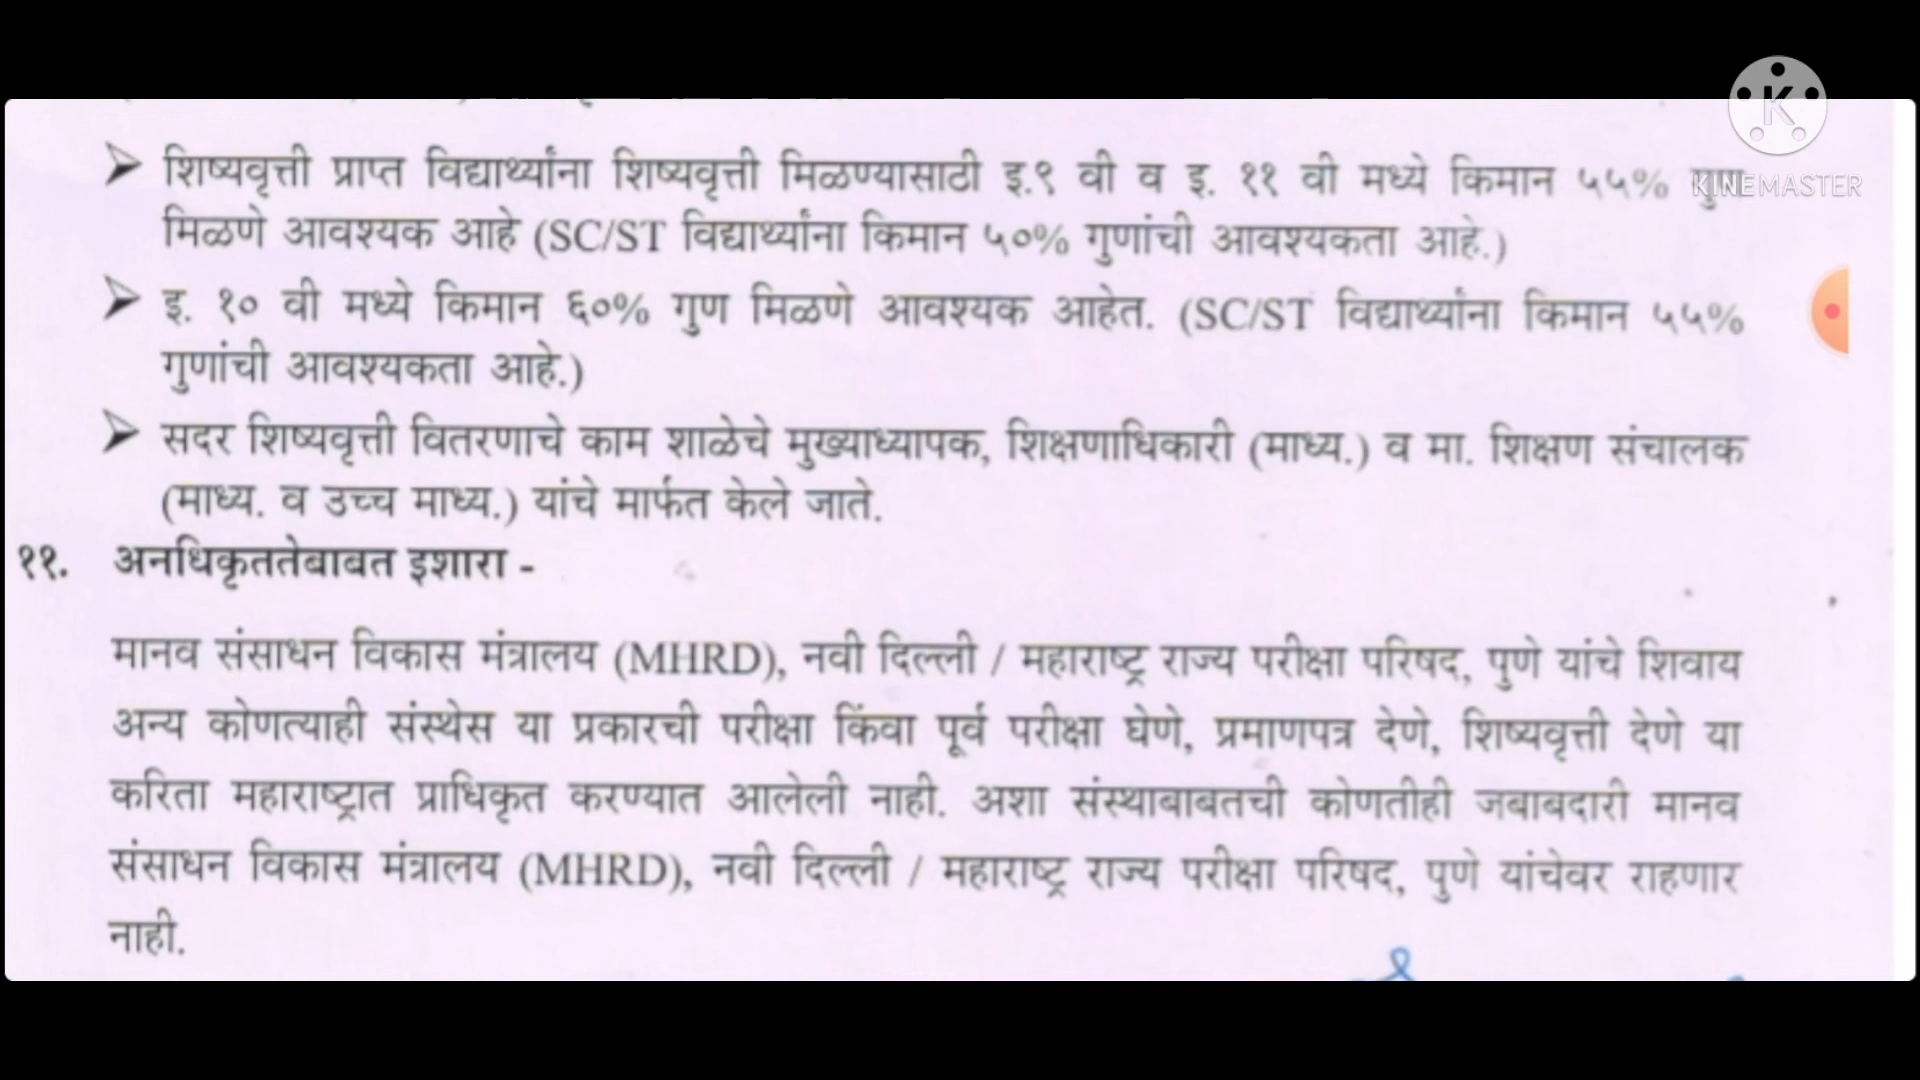 K
KINEMASTER
शिष्यवृत्ती प्राप्त विद्यार्थ्यांना शिष्यवृत्ती मिळण्यासाठी इ.९ वी व इ. ११ वी मध्ये किमान ५५% गुण
मिळणे आवश्यक आहे (SC/ST विद्यार्थ्यांना किमान ५०% गुणांची आवश्यकता आहे.)
इ. १० वी मध्ये किमान ६०% गुण मिळणे आवश्यक आहेत. (SC/ST विद्यार्थ्यांना किमान ५५%
गुणांची आवश्यकता आहे.)
सदर शिष्यवृत्ती वितरणाचे काम शाळेचे मुख्याध्यापक, शिक्षणाधिकारी (माध्य.) व मा. शिक्षण संचालक
(माध्य. व उच्च माध्य.) यांचे मार्फत केले जाते.
११. अनधिकृततेबाबत इशारा -
मानव संसाधन विकास मंत्रालय (MHRD), नवी दिल्ली / महाराष्ट्र राज्य परीक्षा परिषद, पुणे यांचे शिवाय
अन्य कोणत्याही संस्थेस या प्रकारची परीक्षा किंवा पूर्व परीक्षा घेणे, प्रमाणपत्र देणे, शिष्यवृत्ती देणे या
करिता महाराष्ट्रात प्राधिकृत करण्यात आलेली नाही. अशा संस्थाबाबतची कोणतीही जबाबदारी मानव
संसाधन विकास मंत्रालय (MHRD), नवी दिल्ली / महाराष्ट्र राज्य परीक्षा परिषद, पुणे यांचेवर राहणार
नाही.